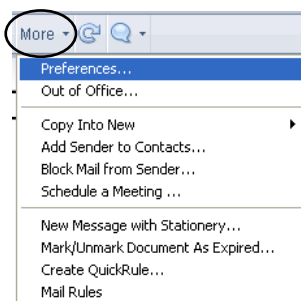 More
Preferences...
Out of Office...
Copy Into New
Add Sender to Contacts...
Block Mail from Sender...
Schedule a Meeting ...
New Message with Stationery...
Mark/Unmark Document As Expired...
Create QuickRule...
Mail Rules